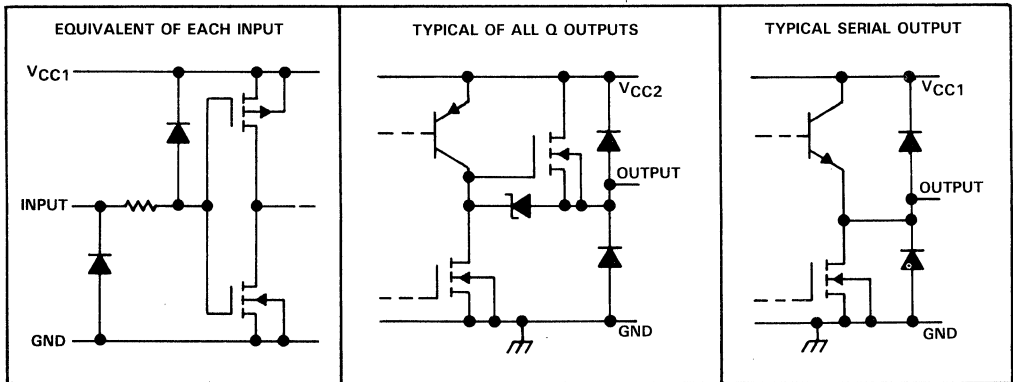 EQUIVALENT OF EACH INPUT
VCC1
INPUT
GND
TYPICAL OF ALL Q OUTPUTS
VCC2
OUTPUT
GND
TYPICAL SERIAL OUTPUT
VCC1
OUTPUT
GND